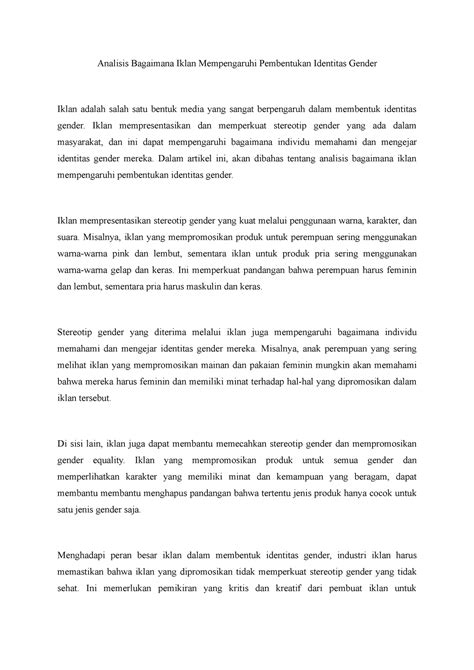 Analisis Bagaimana Iklan Mempengaruhi Pembentukan Identitas Gender
Iklan adalah salah satu bentuk media yang sangat berpengaruh dalam membentuk identitas
gender. Iklan mempresentasikan dan memperkuat stereotip gender yang ada dalam
masyarakat, dan ini dapat mempengaruhi bagaimana individu memahami dan mengejar
identitas gender mereka. Dalam artikel ini, akan dibahas tentang analisis bagaimana iklan
mempengaruhi pembentukan identitas gender.
Iklan mempresentasikan stereotip gender yang kuat melalui penggunaan warna, karakter, dan
suara. Misalnya, iklan yang mempromosikan produk untuk perempuan sering menggunakan
warna-warna pink dan lembut, sementara iklan untuk produk pria sering menggunakan
warna-warna gelap dan keras. Ini memperkuat pandangan bahwa perempuan harus feminin
dan lembut, sementara pria harus maskulin dan keras.
Stereotip gender yang diterima melalui iklan juga mempengaruhi bagaimana individu
memahami dan mengejar identitas gender mereka. Misalnya, anak perempuan yang sering
melihat iklan yang mempromosikan mainan dan pakaian feminin mungkin akan memahami
bahwa mereka harus feminin dan memiliki minat terhadap hal-hal yang dipromosikan dalam
iklan tersebut.
Di sisi lain, iklan juga dapat membantu memecahkan stereotip gender dan mempromosikan
gender equality. Iklan yang mempromosikan produk untuk semua gender dan
memperlihatkan karakter yang memiliki minat dan kemampuan yang beragam, dapat
membantu membantu menghapus pandangan bahwa tertentu jenis produk hanya cocok untuk
satu jenis gender saja.
Menghadapi peran besar iklan dalam membentuk identitas gender, industri iklan harus
memastikan bahwa iklan yang dipromosikan tidak memperkuat stereotip gender yang tidak
sehat. Ini memerlukan pemikiran yang kritis dan kreatif dari pembuat iklan untuk